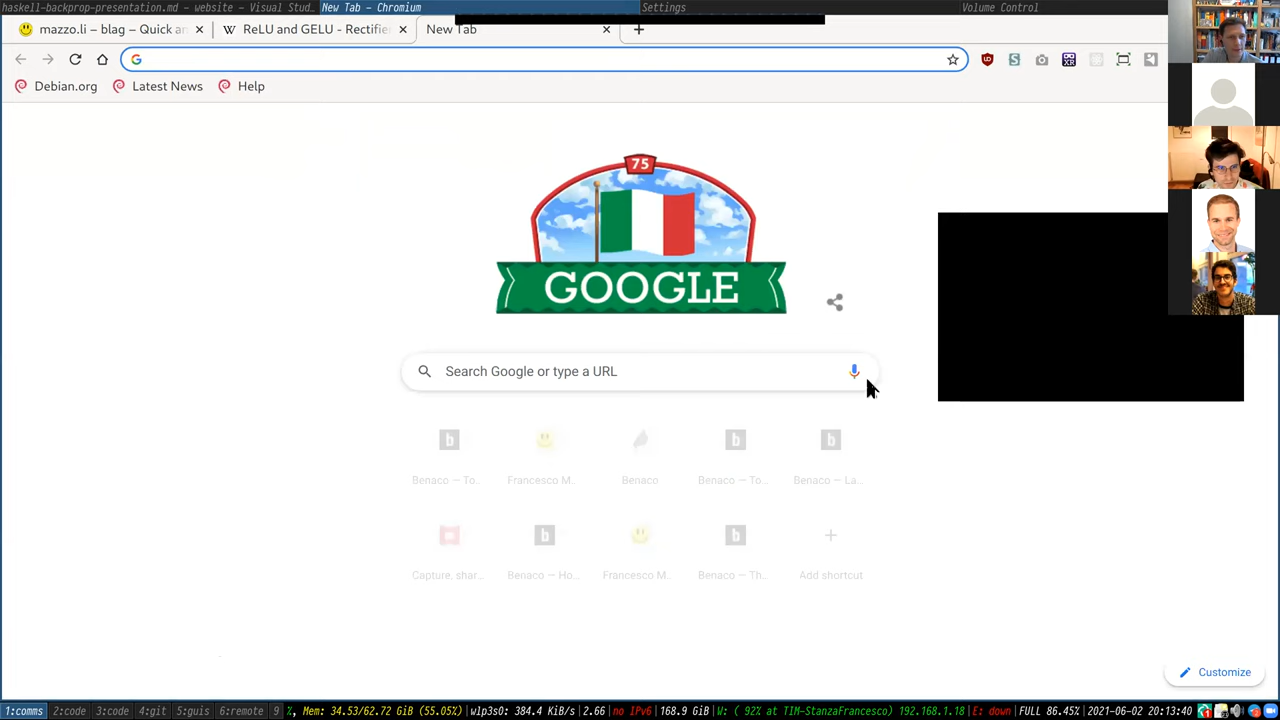 haskell-backprop-presentation.md - website - Visual Stud… New Tab - Chromium Settings Volume Control
mazzo.li – blag – Quick an ReLU and GELU - Rectifie New Tab
Debian.org Latest News Help
75
GOOGLE
Search Google or type a URL
Benaco — To… Francesco M… Benaco Benaco — To… Benaco — La…
Capture, shar… Benaco — Ho… Francesco M… Benaco — Th… Add shortcut
Customize
1:comms 2:code 3:code 4:git 5:guis 6:remote 9 %, Mem: 34.53/62.72 GiB (55.05%) wlp3s0: 384.4 KiB/s 2.66 no IPv6 168.9 GiB W: ( 92% at TIM-StanzaFrancesco) 192.168.1.18 E: down FULL 86.45% 2021-06-02 20:13:40